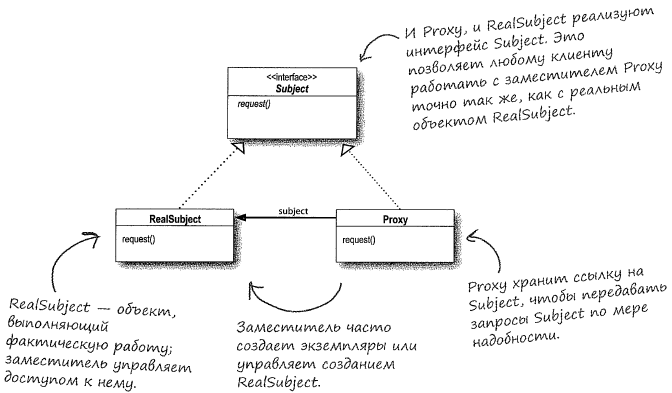 И Proxy, и RealSubject реализуют
интерфейс Subject. Это
позволяет любому клиенту
работать с заместителем Proxy
точно так же, как с реальным
объектом RealSubject.
<<interface>>
Subject
request()
RealSubject
request()
subject
Proxy
request()
RealSubject — объект,
выполняющий
фактическую работу;
заместитель управляет
доступом к нему.
Заместитель часто
создает экземпляры или
управляет созданием
RealSubject.
Proxy хранит ссылку на
Subject, чтобы передавать
запросы Subject по мере
надобности.